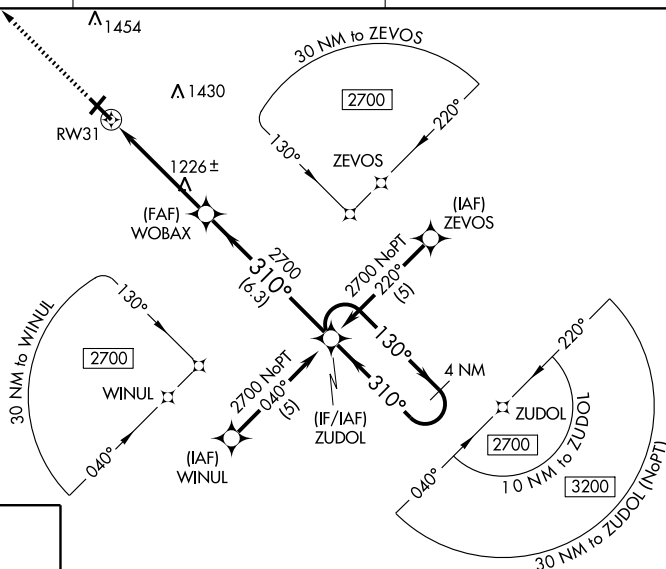 1454
30 NM to ZEVOS
1430
2700
RW31
220°
130°
ZEVOS
1226 ±
(IAF)
ZEVOS
(FAF)
WOBAX
2700
310°
(6.3)
2700 NoPT
220°
(5)
30 NM to WINUL
130°
2700
WINUL
040°
130°
310°
4 NM
2700 NoPT
040°
(5)
(IF/IAF)
ZUDOL
(IAF)
WINUL
220°
ZUDOL
2700
10 NM to ZUDOL
040°
3200
30 NM to ZUDOL (NoPT)